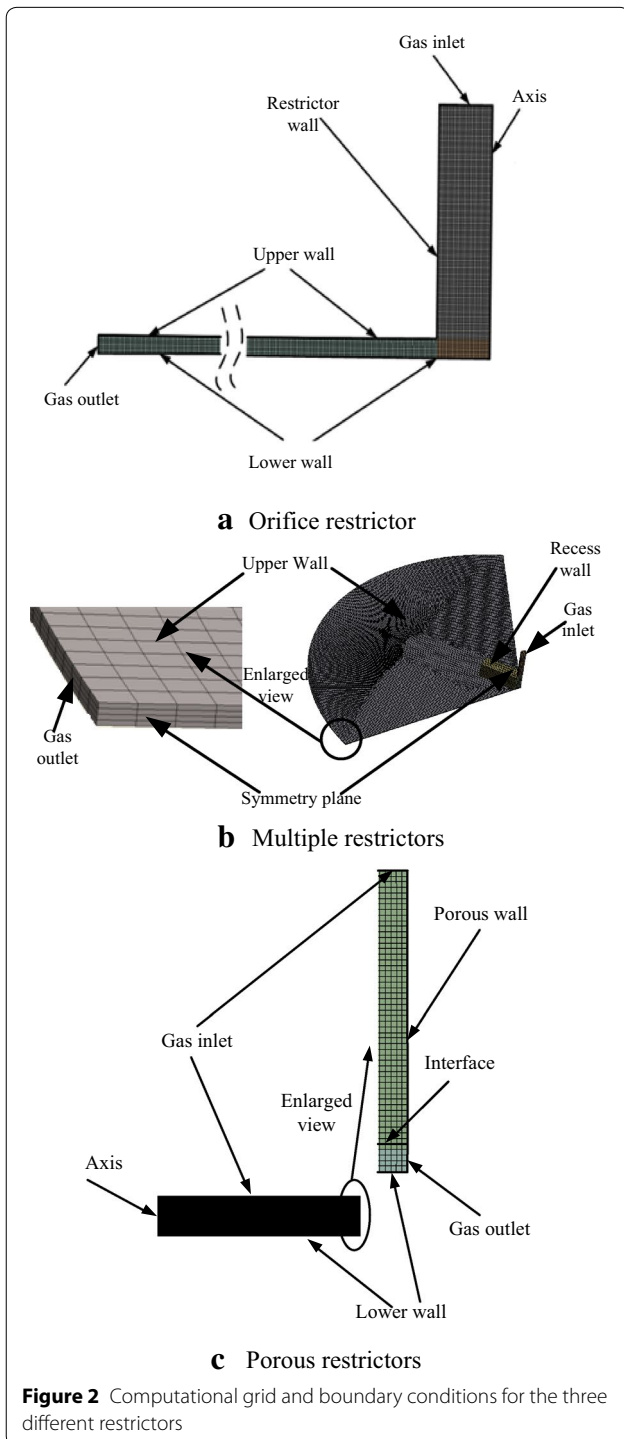 Gas inlet
Axis
Restrictor
wall
Upper wall
Gas outlet
Lower wall
a Orifice restrictor
Upper Wall
Recess
wall
Gas
inlet
Enlarged
view
Gas
outlet
Symmetry plane
b Multiple restrictors
Porous wall
Gas inlet
Interface
Enlarged
view
Axis
Gas outlet
Lower wall
c Porous restrictors
Figure 2 Computational grid and boundary conditions for the three
different restrictors